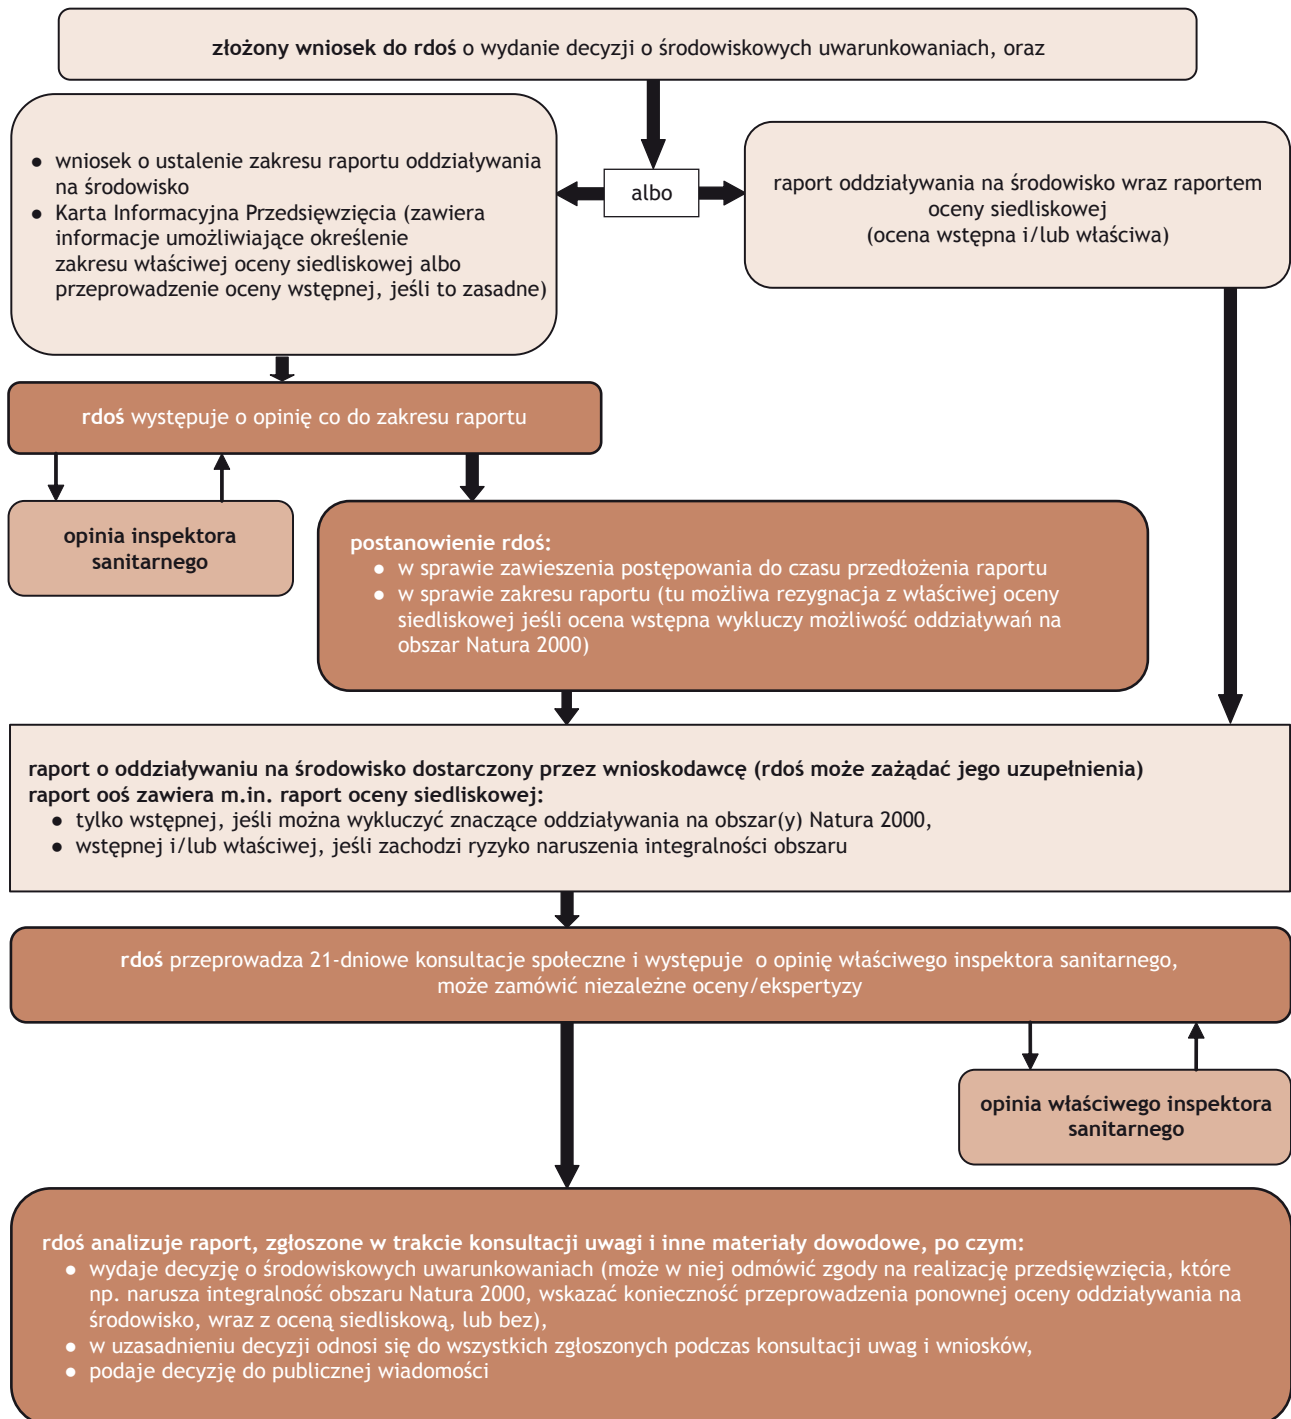 złożony wniosek do rdoś o wydanie decyzji o środowiskowych uwarunkowaniach, oraz
● wniosek o ustalenie zakresu raportu oddziaływania
na środowisko
● Karta Informacyjna Przedsięwzięcia (zawiera
informacje umożliwiające określenie
zakresu właściwej oceny siedliskowej albo
przeprowadzenie oceny wstępnej, jeśli to zasadne)
albo
raport oddziaływania na środowisko wraz raportem
oceny siedliskowej
(ocena wstępna i/lub właściwa)
rdoś występuje o opinię co do zakresu raportu
opinia inspektora
sanitarnego
postanowienie rdoś:
● w sprawie zawieszenia postępowania do czasu przedłożenia raportu
● w sprawie zakresu raportu (tu możliwa rezygnacja z właściwej oceny
siedliskowej jeśli ocena wstępna wykluczy możliwość oddziaływań na
obszar Natura 2000)
raport o oddziaływaniu na środowisko dostarczony przez wnioskodawcę (rdoś może zażądać jego uzupełnienia)
raport ooś zawiera m.in. raport oceny siedliskowej:
● tylko wstępnej, jeśli można wykluczyć znaczące oddziaływania na obszar(y) Natura 2000,
● wstępnej i/lub właściwej, jeśli zachodzi ryzyko naruszenia integralności obszaru
rdoś przeprowadza 21-dniowe konsultacje społeczne i występuje o opinię właściwego inspektora sanitarnego,
może zamówić niezależne oceny/ekspertyzy
opinia właściwego inspektora
sanitarnego
rdoś analizuje raport, zgłoszone w trakcie konsultacji uwagi i inne materiały dowodowe, po czym:
● wydaje decyzję o środowiskowych uwarunkowaniach (może w niej odmówić zgody na realizację przedsięwzięcia, które
np. narusza integralność obszaru Natura 2000, wskazać konieczność przeprowadzenia ponownej oceny oddziaływania na
środowisko, wraz z oceną siedliskową, lub bez),
● w uzasadnieniu decyzji odnosi się do wszystkich zgłoszonych podczas konsultacji uwag i wniosków,
● podaje decyzję do publicznej wiadomości